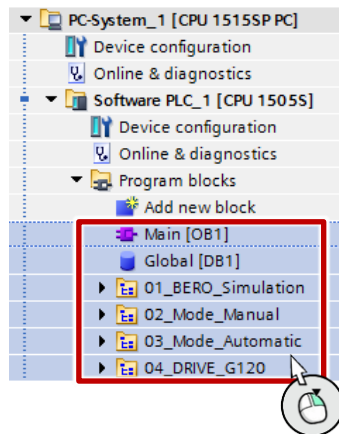 PC-System_1 [CPU 1515SP PC]
Device configuration
Online & diagnostics
Software PLC_1 [CPU 1505S]
Device configuration
Online & diagnostics
Program blocks
Add new block
Main [OB1]
Global [DB1]
01_BERO_Simulation
02_Mode_Manual
03_Mode_Automatic
04_DRIVE_G120